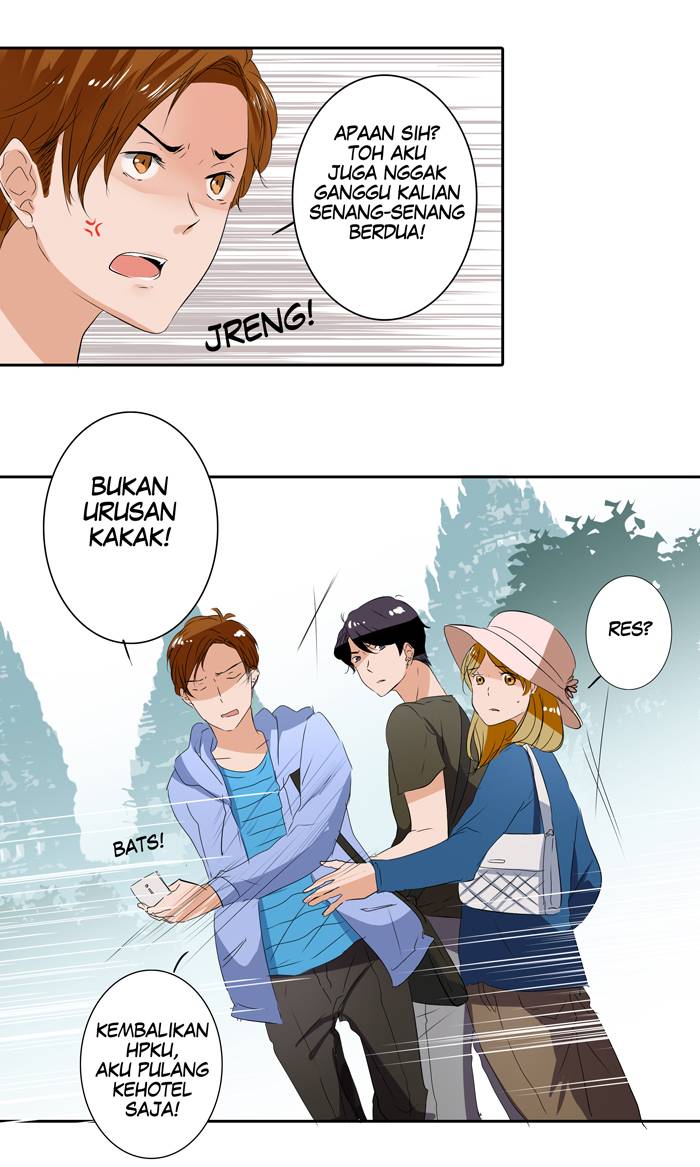 APAAN SIH?
TOH AKU
JUGA NGGAK
GANGGU KALIAN
SENANG-SENANG
BERDUA!
JRENG!
BUKAN
URUSAN
KAKAK!
RES?
BATS!
KEMBALIKAN
HPKU,
AKU PULANG
KEHOTEL
SAJA!